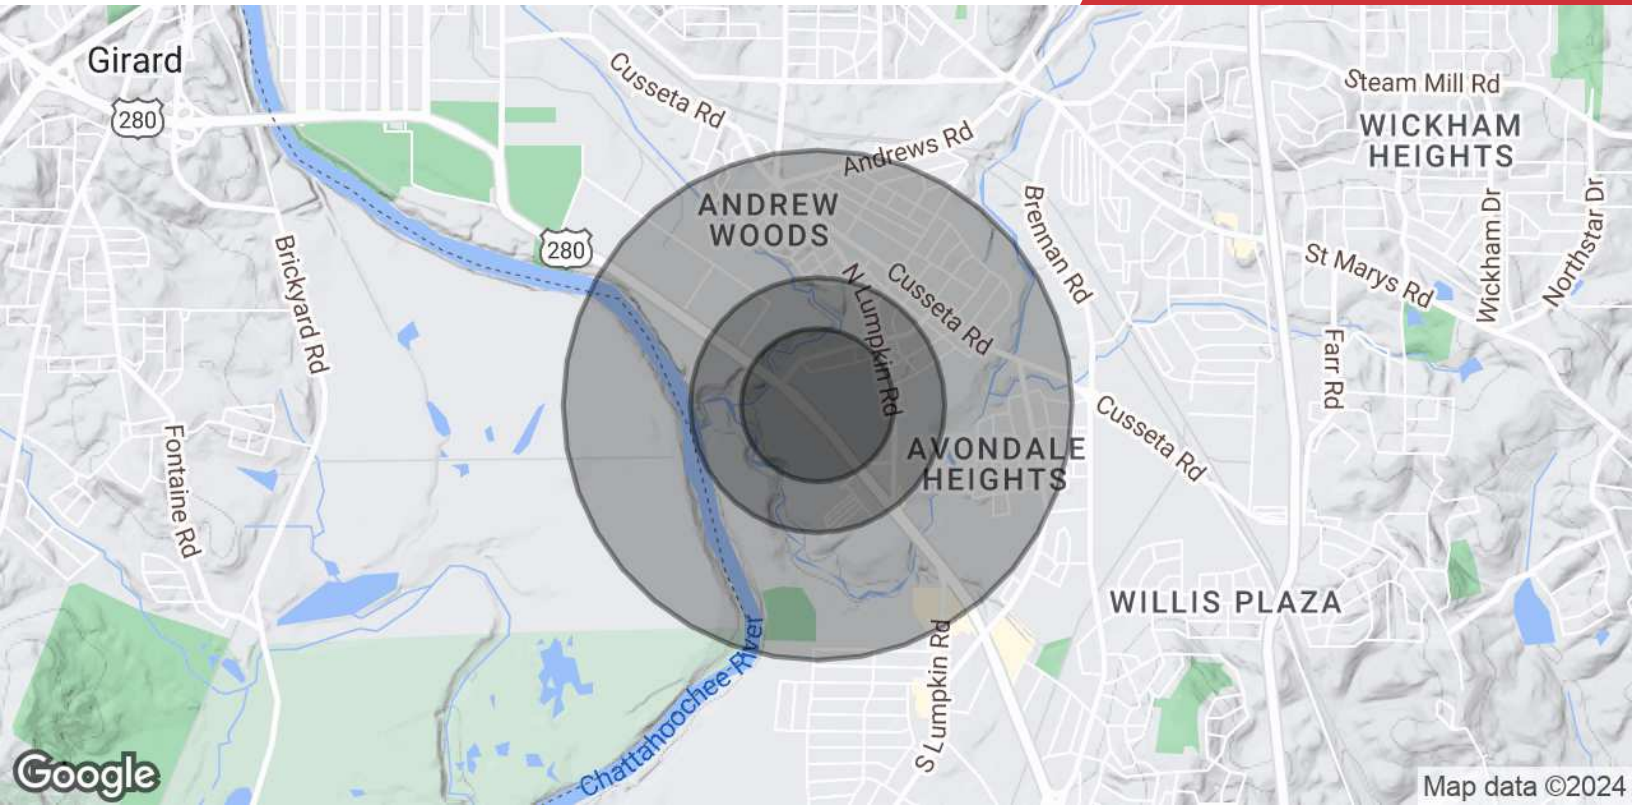 Girard
280
Cusseta Rd
Steam Mill Rd
WICKHAM
HEIGHTS
Andrews Rd
ANDREW
WOODS
280
Brennan Rd
Wickham Dr
Northstar Dr
St Marys Rd
Brickyard Rd
N Lumpkin Rd
Cusseta Rd
Farr Rd
Cusseta Rd
AVONDALE
HEIGHTS
Fontaine Rd
WILLIS PLAZA
S Lumpkin Rd
Chattahoochee River
Google
Map data ©2024